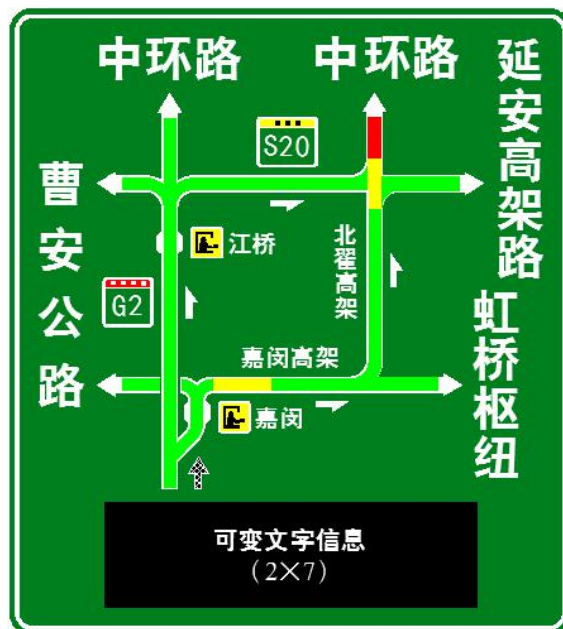 中环路
中环路
延安高架路
S20
曹安公路
江桥
北翟高架
G2
虹桥枢纽
嘉闵高架
嘉闵
可变文字信息
（2×7）